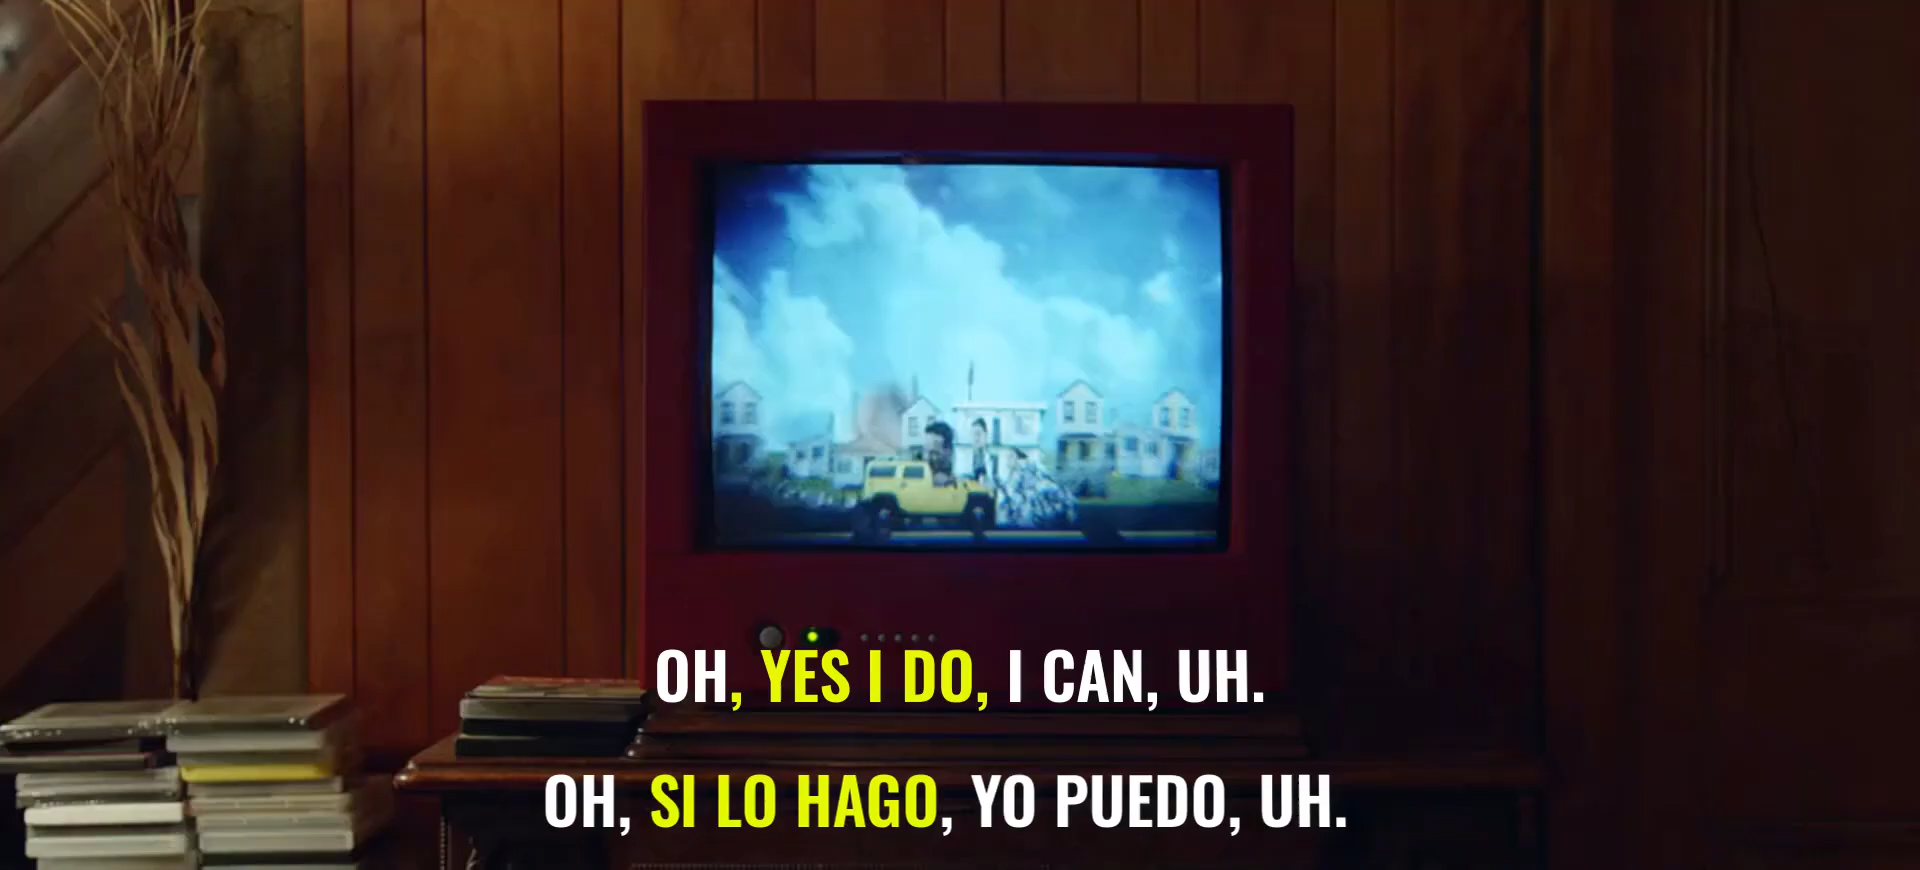 OH, YES I DO, I CAN, UH.
OH, SI LO HAGO, YO PUEDO, UH.